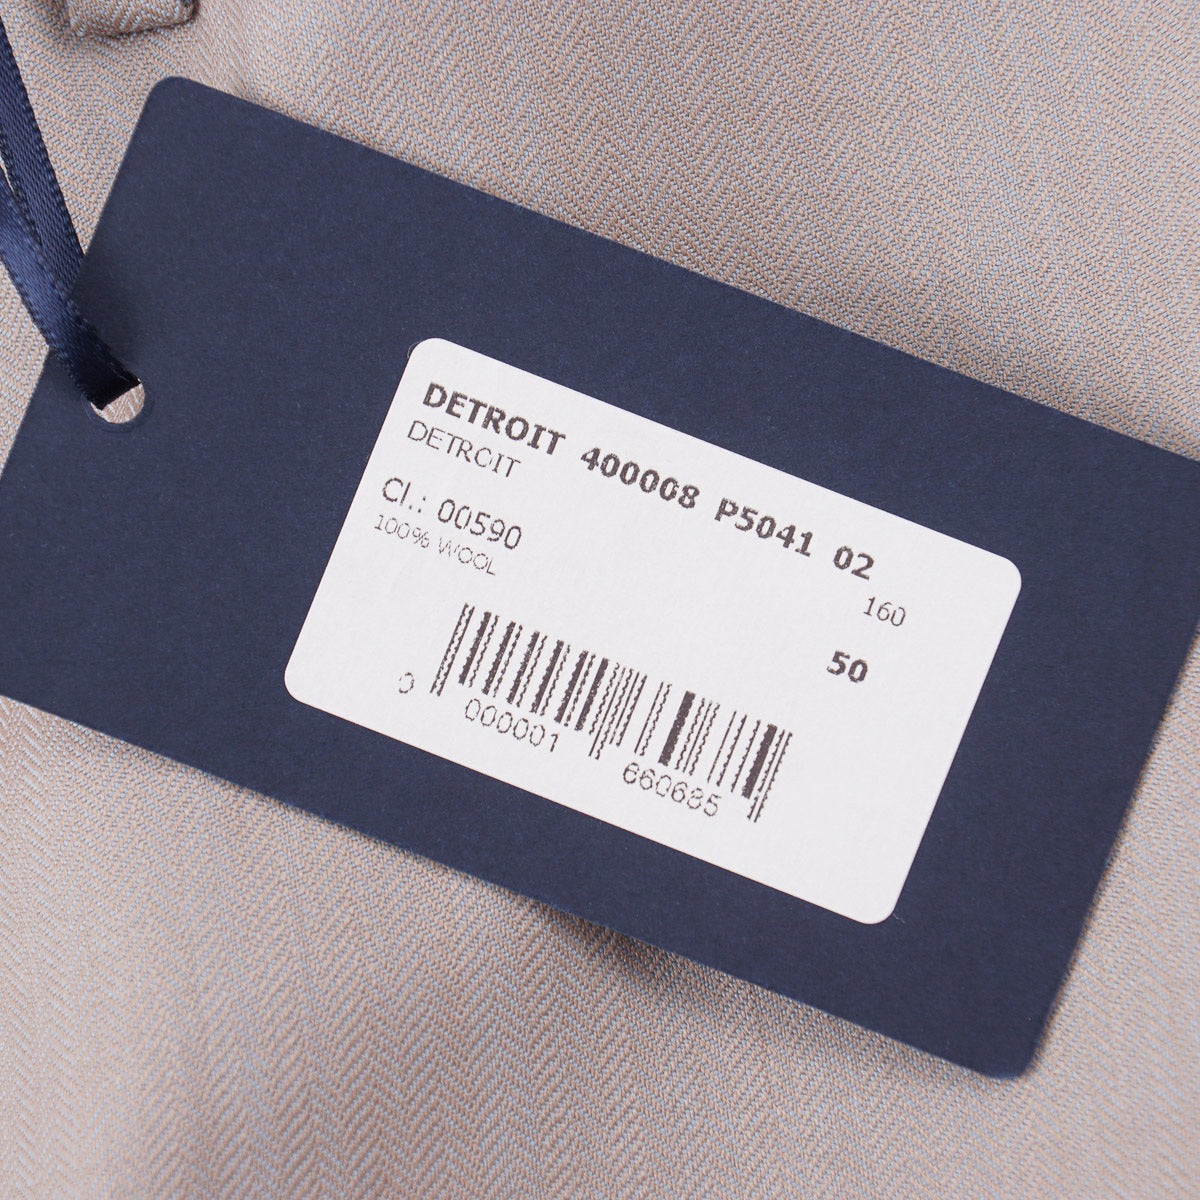 DETROIT 400008 P5041 02
DETROIT
160
Cl.: 00590
100% WOOL
50
0 000001 660685